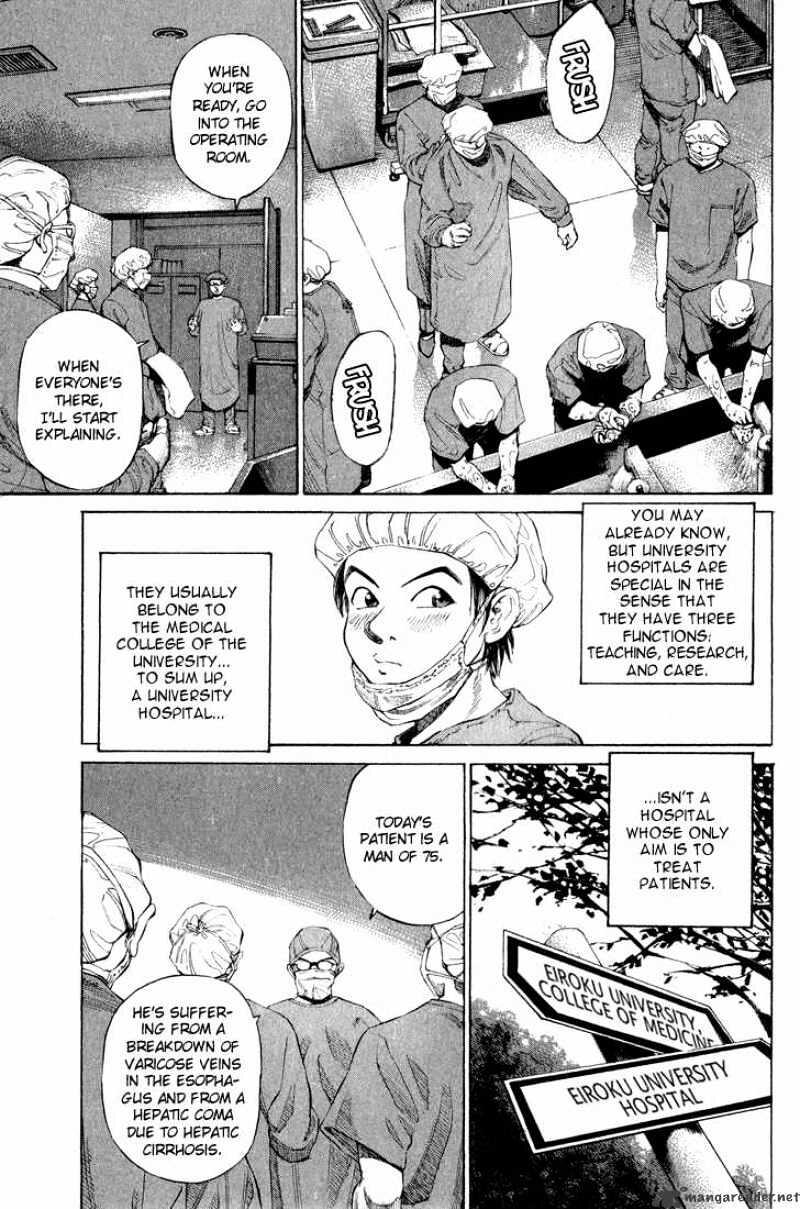 FRUSH
FRUSH
WHEN
YOU'RE
READY, GO
INTO THE
OPERATING
ROOM.
WHEN
EVERYONE'S
THERE,
I'LL START
EXPLAINING.
YOU MAY
ALREADY KNOW,
BUT UNIVERSITY
HOSPITALS ARE
SPECIAL IN THE
SENSE THAT
THEY HAVE THREE
FUNCTIONS:
TEACHING, RESEARCH,
AND CARE.
THEY USUALLY
BELONG TO
THE MEDICAL
COLLEGE OF THE
UNIVERSITY...
TO SUM UP,
A UNIVERSITY
HOSPITAL...
...ISN'T A
HOSPITAL
WHOSE ONLY
AIM IS TO
TREAT
PATIENTS.
EIROKU UNIVERSITY,
COLLEGE OF MEDICINE
EIROKU UNIVERSITY
HOSPITAL
TODAY'S
PATIENT IS A
MAN OF 75.
HE'S SUFFER-
ING FROM A
BREAKDOWN OF
VARICOSE VEINS
IN THE ESOPHA-
GUS AND FROM A
HEPATIC COMA
DUE TO HEPATIC
CIRRHOSIS.
mangareader.net